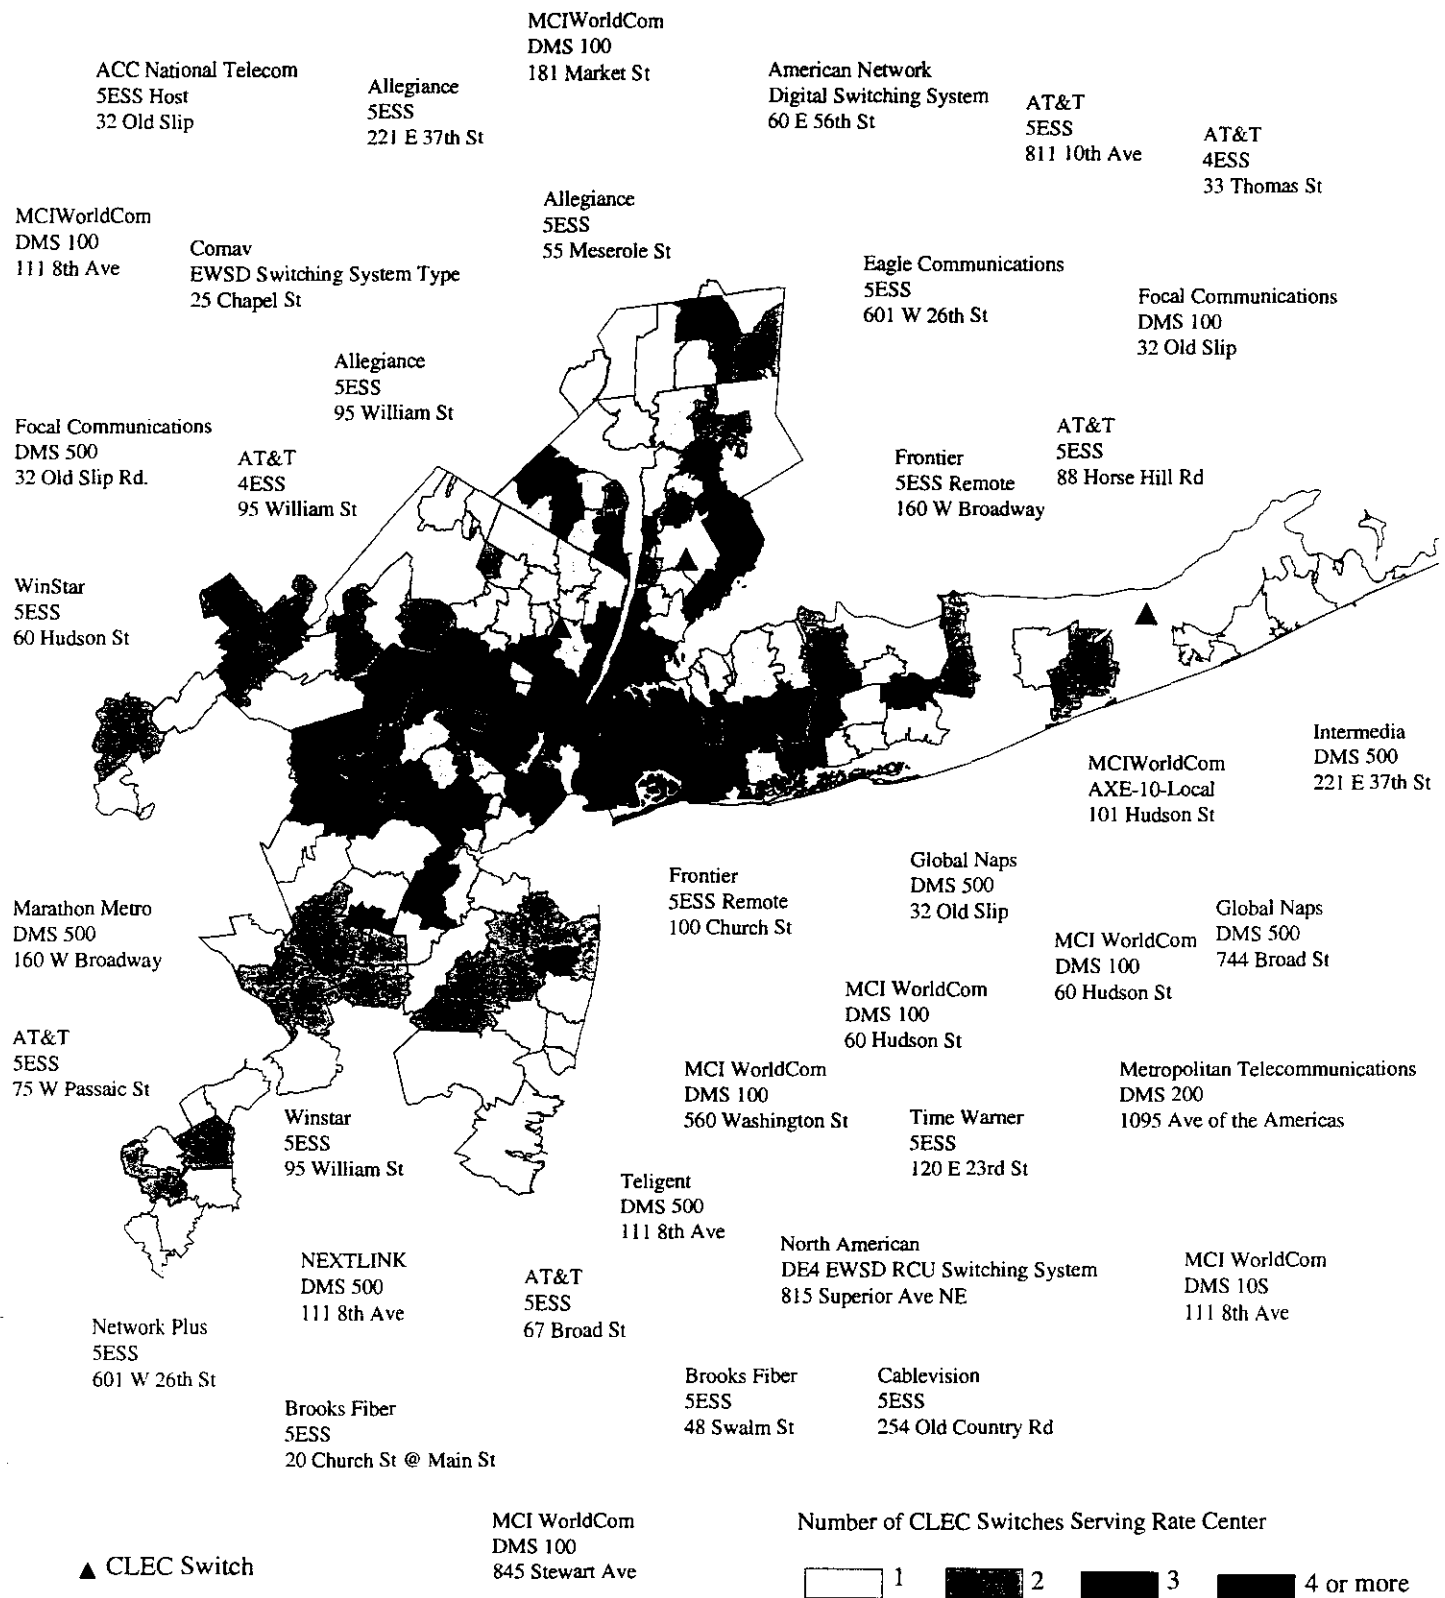 MCIWorldCom
DMS 100
181 Market St
ACC National Telecom
5ESS Host
32 Old Slip
Allegiance
5ESS
221 E 37th St
American Network
Digital Switching System
60 E 56th St
AT&T
5ESS
811 10th Ave
AT&T
4ESS
33 Thomas St
MCIWorldCom
DMS 100
111 8th Ave
Comav
EWSD Switching System Type
25 Chapel St
Allegiance
5ESS
55 Meserole St
Eagle Communications
5ESS
601 W 26th St
Focal Communications
DMS 100
32 Old Slip
Allegiance
5ESS
95 William St
Focal Communications
DMS 500
32 Old Slip Rd.
AT&T
4ESS
95 William St
Frontier
5ESS Remote
160 W Broadway
AT&T
5ESS
88 Horse Hill Rd
WinStar
5ESS
60 Hudson St
MCIWorldCom
AXE-10-Local
101 Hudson St
Intermedia
DMS 500
221 E 37th St
Marathon Metro
DMS 500
160 W Broadway
Frontier
5ESS Remote
100 Church St
Global Naps
DMS 500
32 Old Slip
MCI WorldCom
DMS 100
60 Hudson St
Global Naps
DMS 500
744 Broad St
MCI WorldCom
DMS 100
60 Hudson St
AT&T
5ESS
75 W Passaic St
MCI WorldCom
DMS 100
560 Washington St
Metropolitan Telecommunications
DMS 200
1095 Ave of the Americas
Winstar
5ESS
95 William St
Time Warner
5ESS
120 E 23rd St
Teligent
DMS 500
111 8th Ave
NEXTLINK
DMS 500
111 8th Ave
AT&T
5ESS
67 Broad St
North American
DE4 EWSD RCU Switching System
815 Superior Ave NE
MCI WorldCom
DMS 10S
111 8th Ave
Network Plus
5ESS
601 W 26th St
Brooks Fiber
5ESS
20 Church St @ Main St
Brooks Fiber
5ESS
48 Swalm St
Cablevision
5ESS
254 Old Country Rd
MCI WorldCom
DMS 100
845 Stewart Ave
CLEC Switch
Number of CLEC Switches Serving Rate Center
1
2
3
4 or more